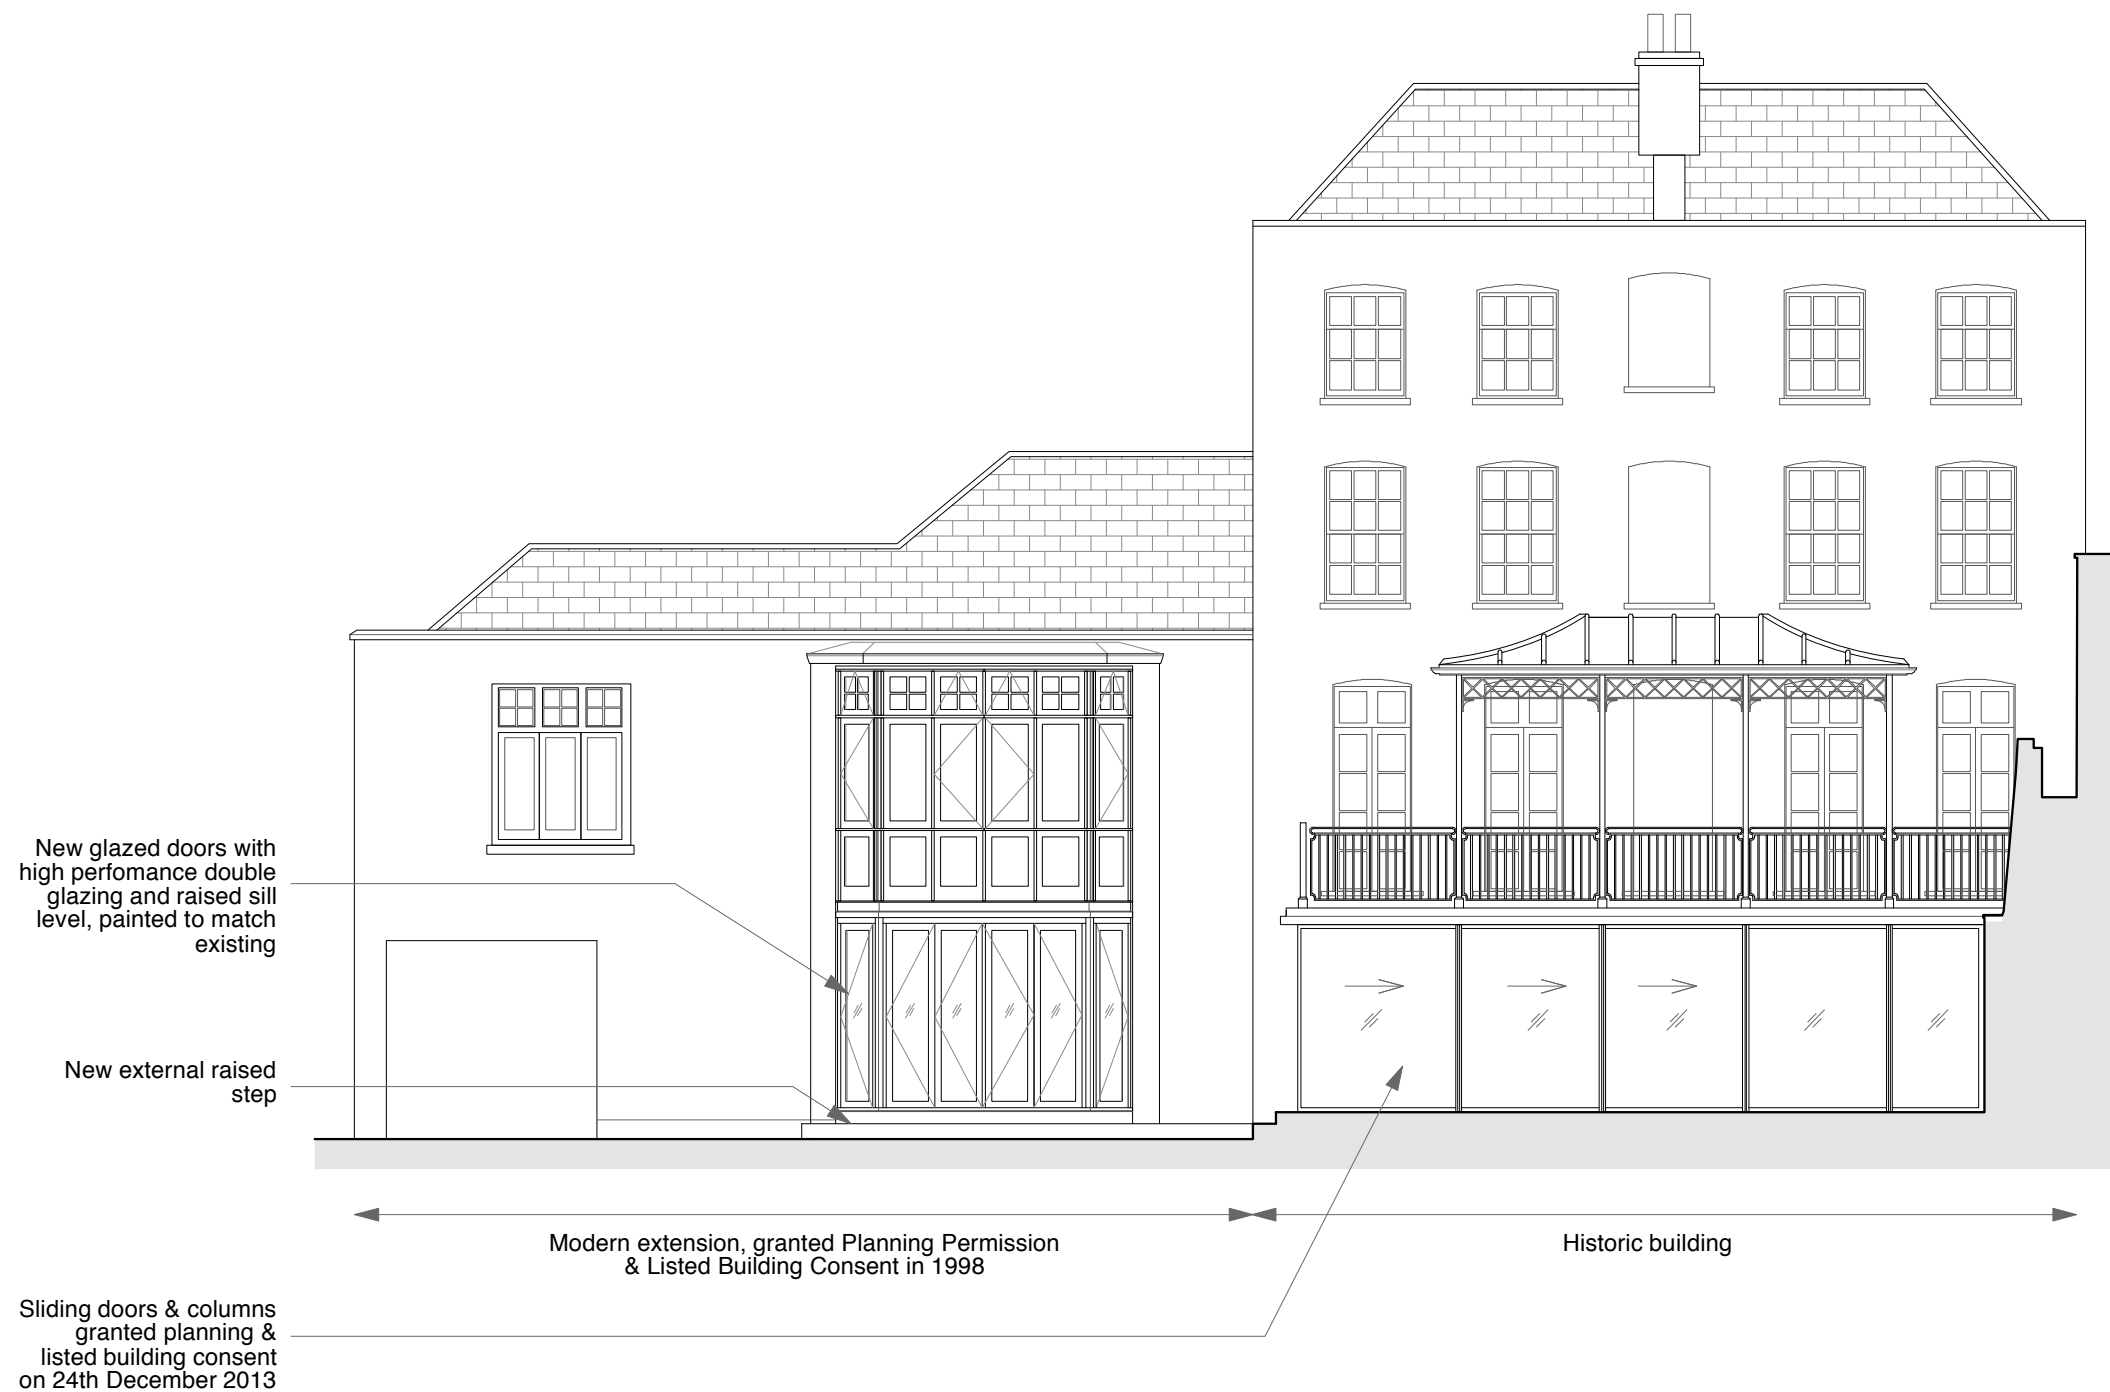 New glazed doors with
high perfomance double
glazing and raised sill
level, painted to match
existing
New external raised
step
Modern extension, granted Planning Permission
& Listed Building Consent in 1998
Historic building
Sliding doors & columns
granted planning &
listed building consent
on 24th December 2013